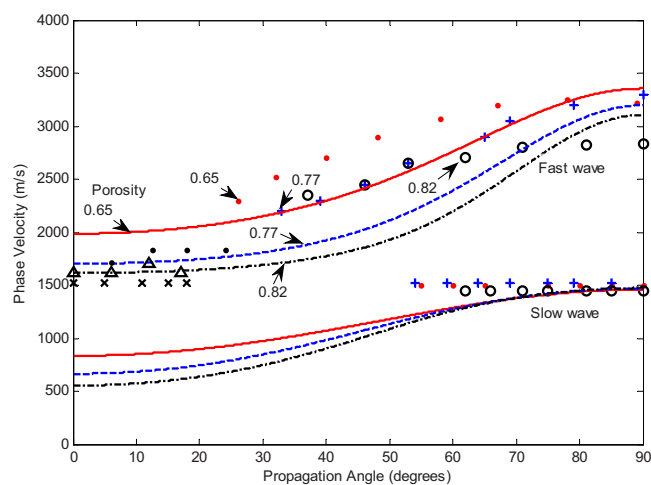 4000
3500
3000
2500
2000
1500
1000
500
0
Phase Velocity (m/s)
Porosity
0.65
0.65
0.77
0.82
Fast wave
0.77
0.82
Slow wave
0 10 20 30 40 50 60 70 80 90
Propagation Angle (degrees)